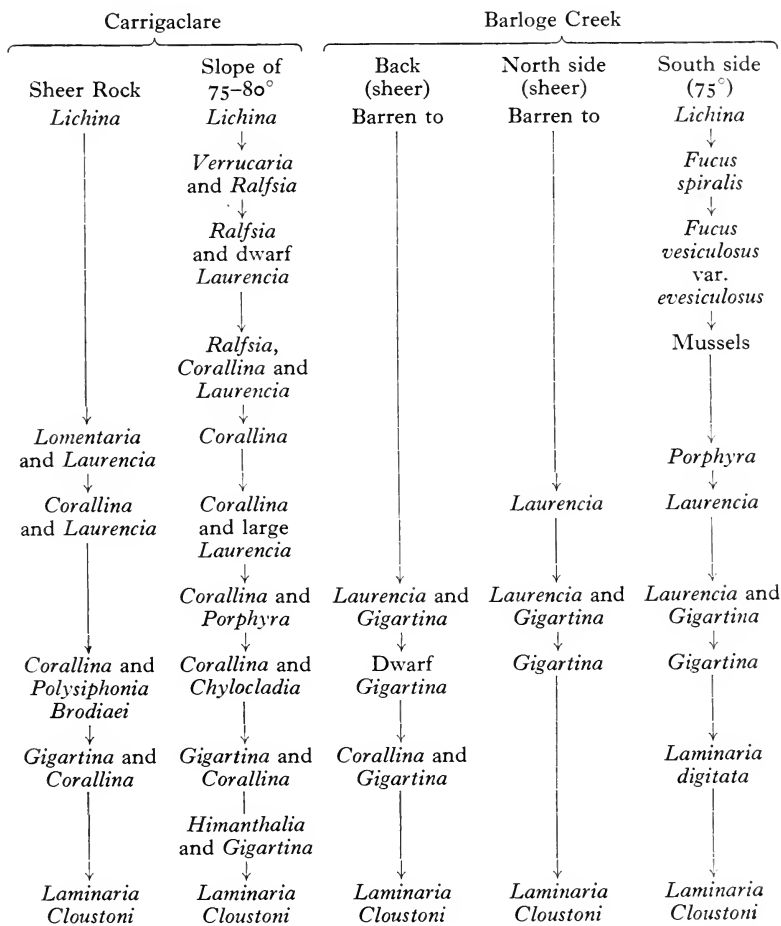 Carrigaclare
Barloge Creek
Sheer Rock
Lichina
Lomentaria
and Laurencia
Corallina
and Laurencia
Corallina and
Polysiphonia
Brodiaei
Gigartina and
Corallina
Laminaria
Cloustoni
Slope of
75–80°
Lichina
Verrucaria
and Ralfsia
Ralfsia
and dwarf
Laurencia
Ralfsia,
Corallina and
Laurencia
Corallina
Corallina
and large
Laurencia
Corallina and
Porphyra
Corallina and
Chylocladia
Gigartina and
Corallina
Himanthalia
and Gigartina
Laminaria
Cloustoni
Back
(sheer)
Barren to
Laurencia and
Gigartina
Dwarf
Gigartina
Corallina and
Gigartina
Laminaria
Cloustoni
North side
(sheer)
Barren to
Laurencia
Laurencia and
Gigartina
Gigartina
Laminaria
Cloustoni
South side
(75°)
Lichina
Fucus
spiralis
Fucus
vesiculosus
var.
evesiculosus
Mussels
Porphyra
Laurencia
Laurencia and
Gigartina
Gigartina
Laminaria
digitata
Laminaria
Cloustoni